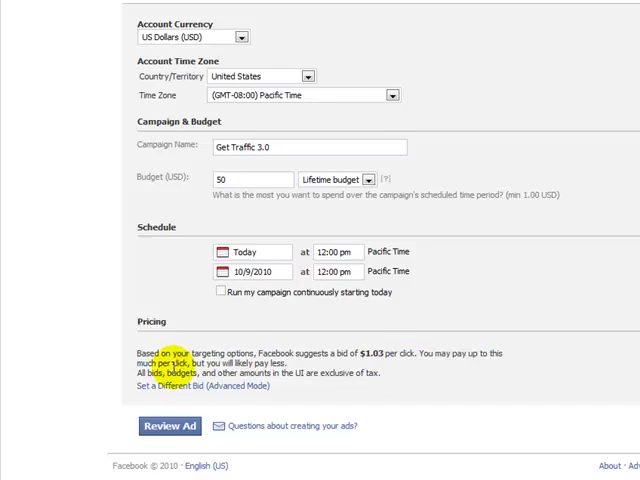 Account Currency
US Dollars (USD)
Account Time Zone
Country/Territory United States
Time Zone (GMT-08:00) Pacific Time
Campaign & Budget
Campaign Name: Get Traffic 3.0
Budget (USD): 50 Lifetime budget [?]
What is the most you want to spend over the campaign's scheduled time period? (min 1.00 USD)
Schedule
Today at 12:00 pm Pacific Time
10/9/2010 at 12:00 pm Pacific Time
Run my campaign continuously starting today
Pricing
Based on your targeting options, Facebook suggests a bid of $1.03 per click. You may pay up to this
much per click, but you will likely pay less.
All bids, budgets, and other amounts in the UI are exclusive of tax.
Set a Different Bid (Advanced Mode)
Review Ad Questions about creating your ads?
Facebook © 2010 · English (US) About · Ad